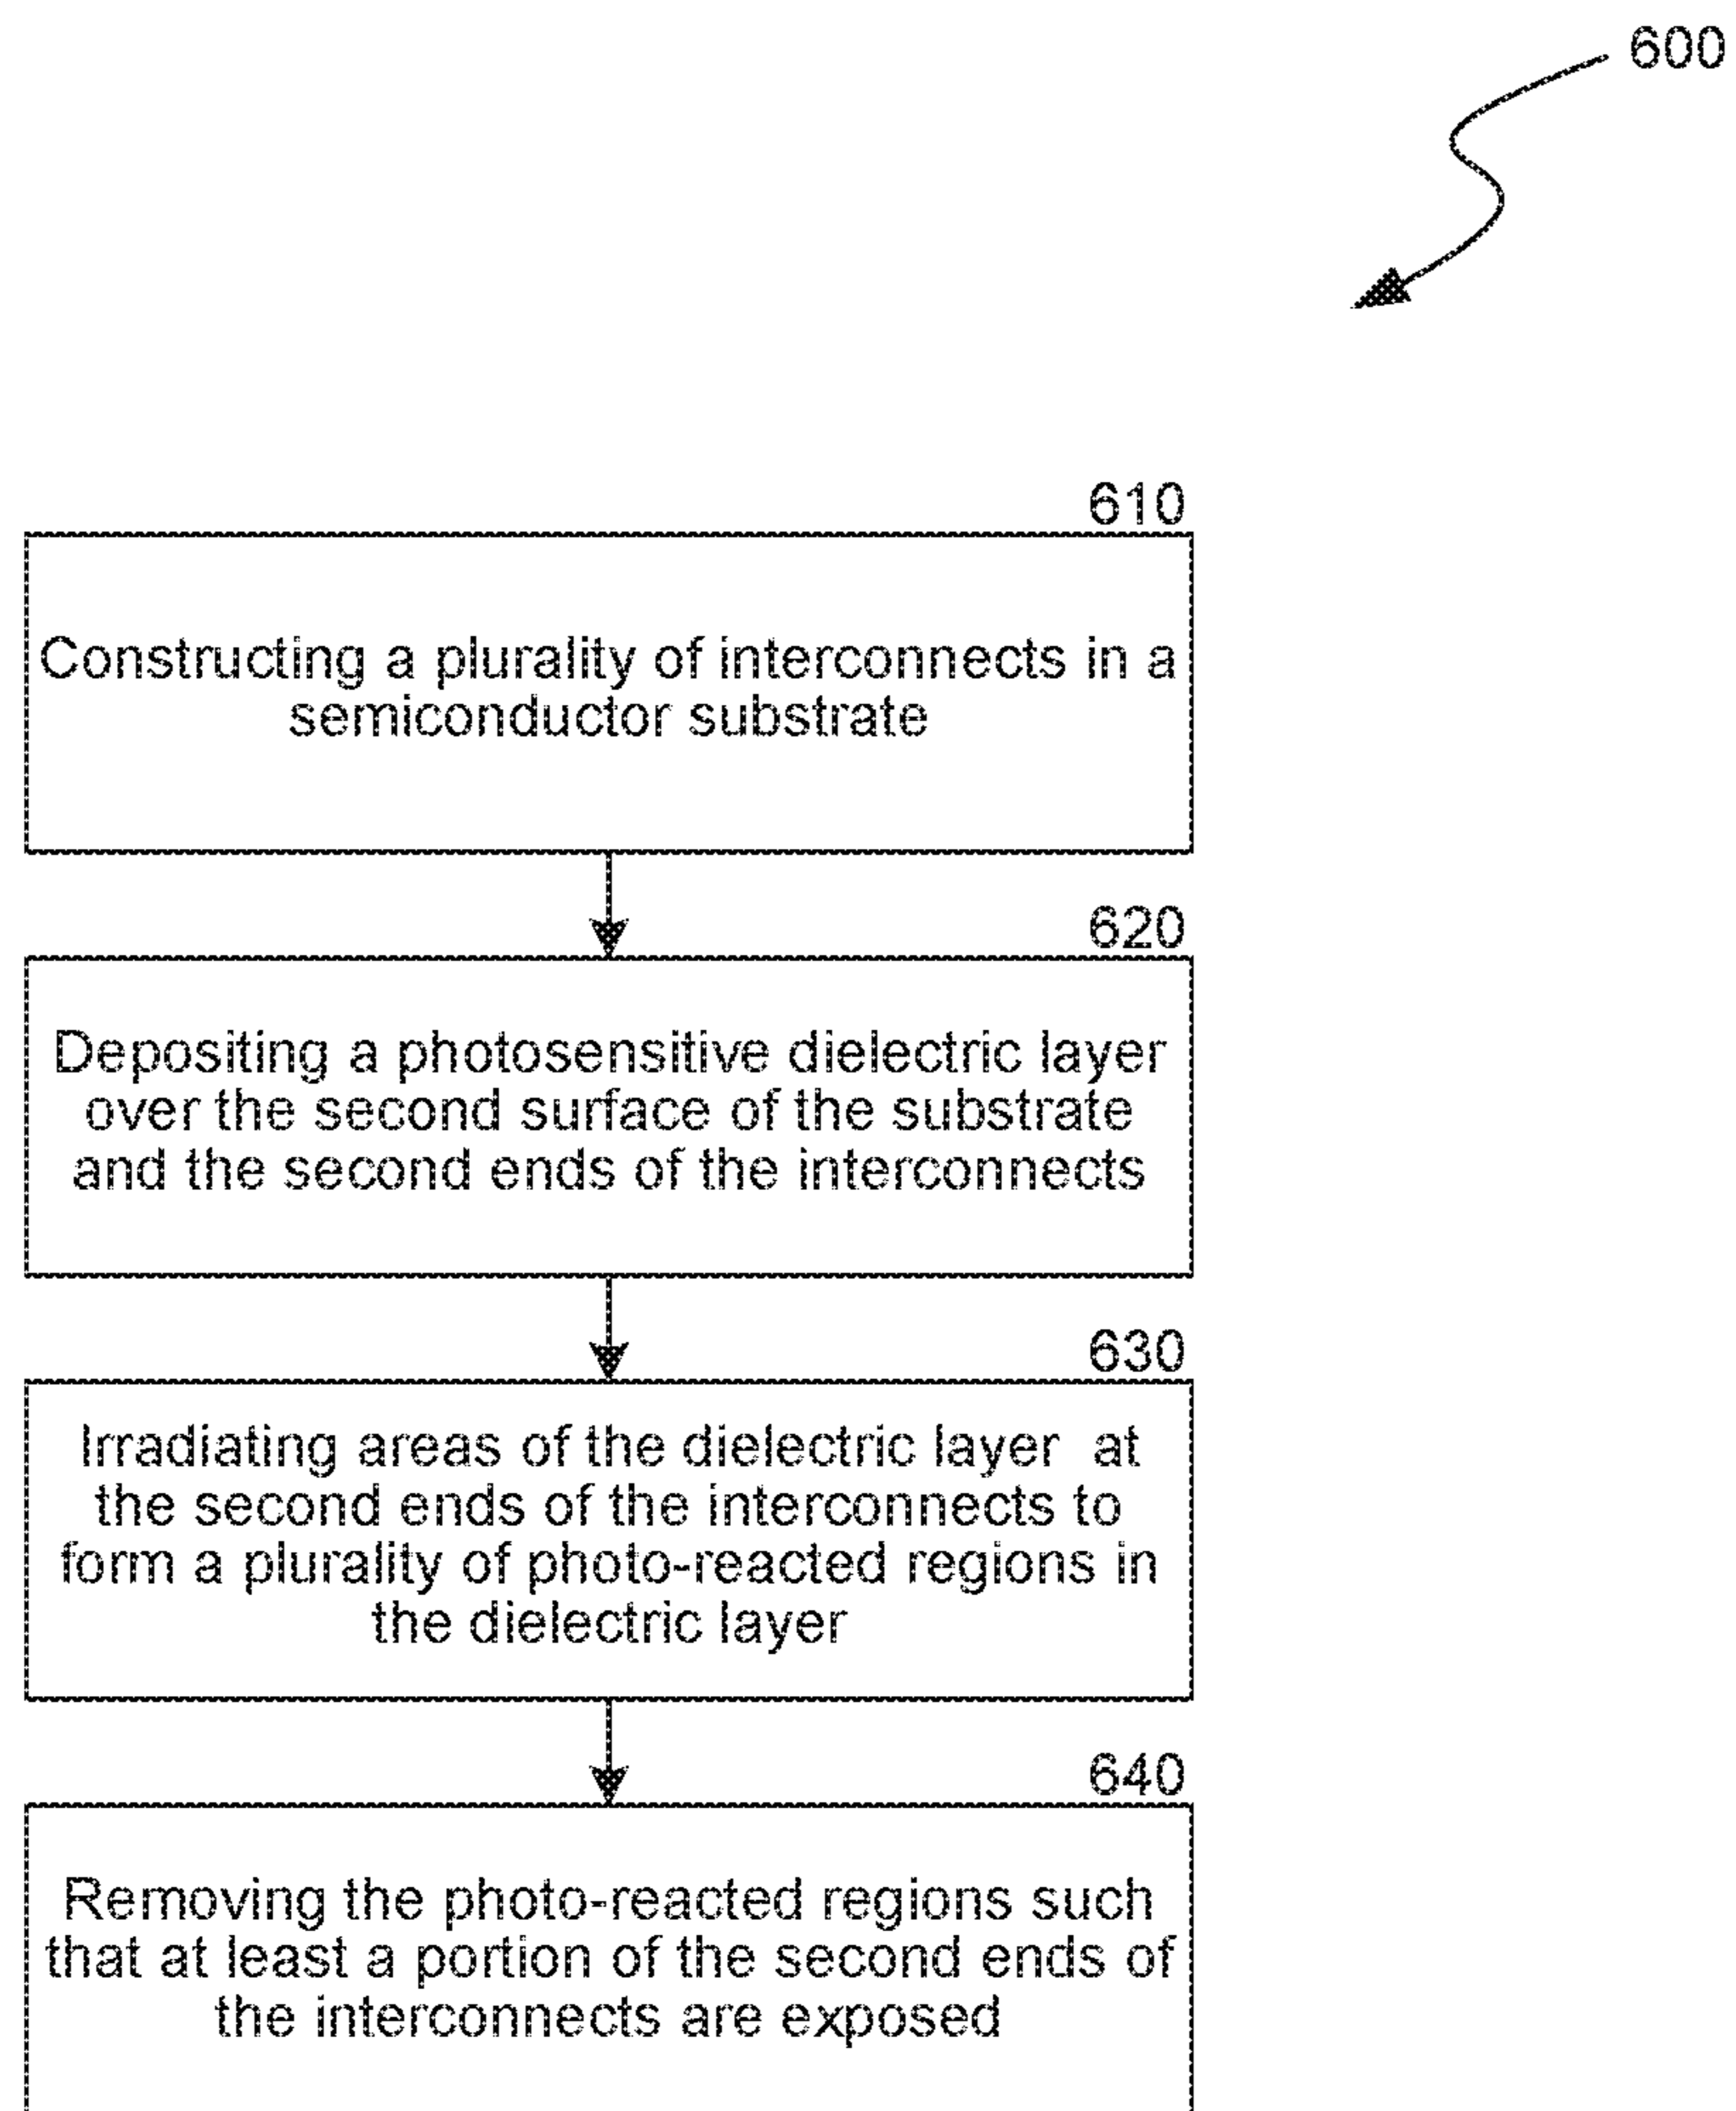 600
610
Constructing a plurality of interconnects in a
semiconductor substrate
620
Depositing a photosensitive dielectric layer
over the second surface of the substrate
and the second ends of the interconnects
630
Irradiating areas of the dielectric layer at
the second ends of the interconnects to
form a plurality of photo-reacted regions in
the dielectric layer
640
Removing the photo-reacted regions such
that at least a portion of the second ends of
the interconnects are exposed